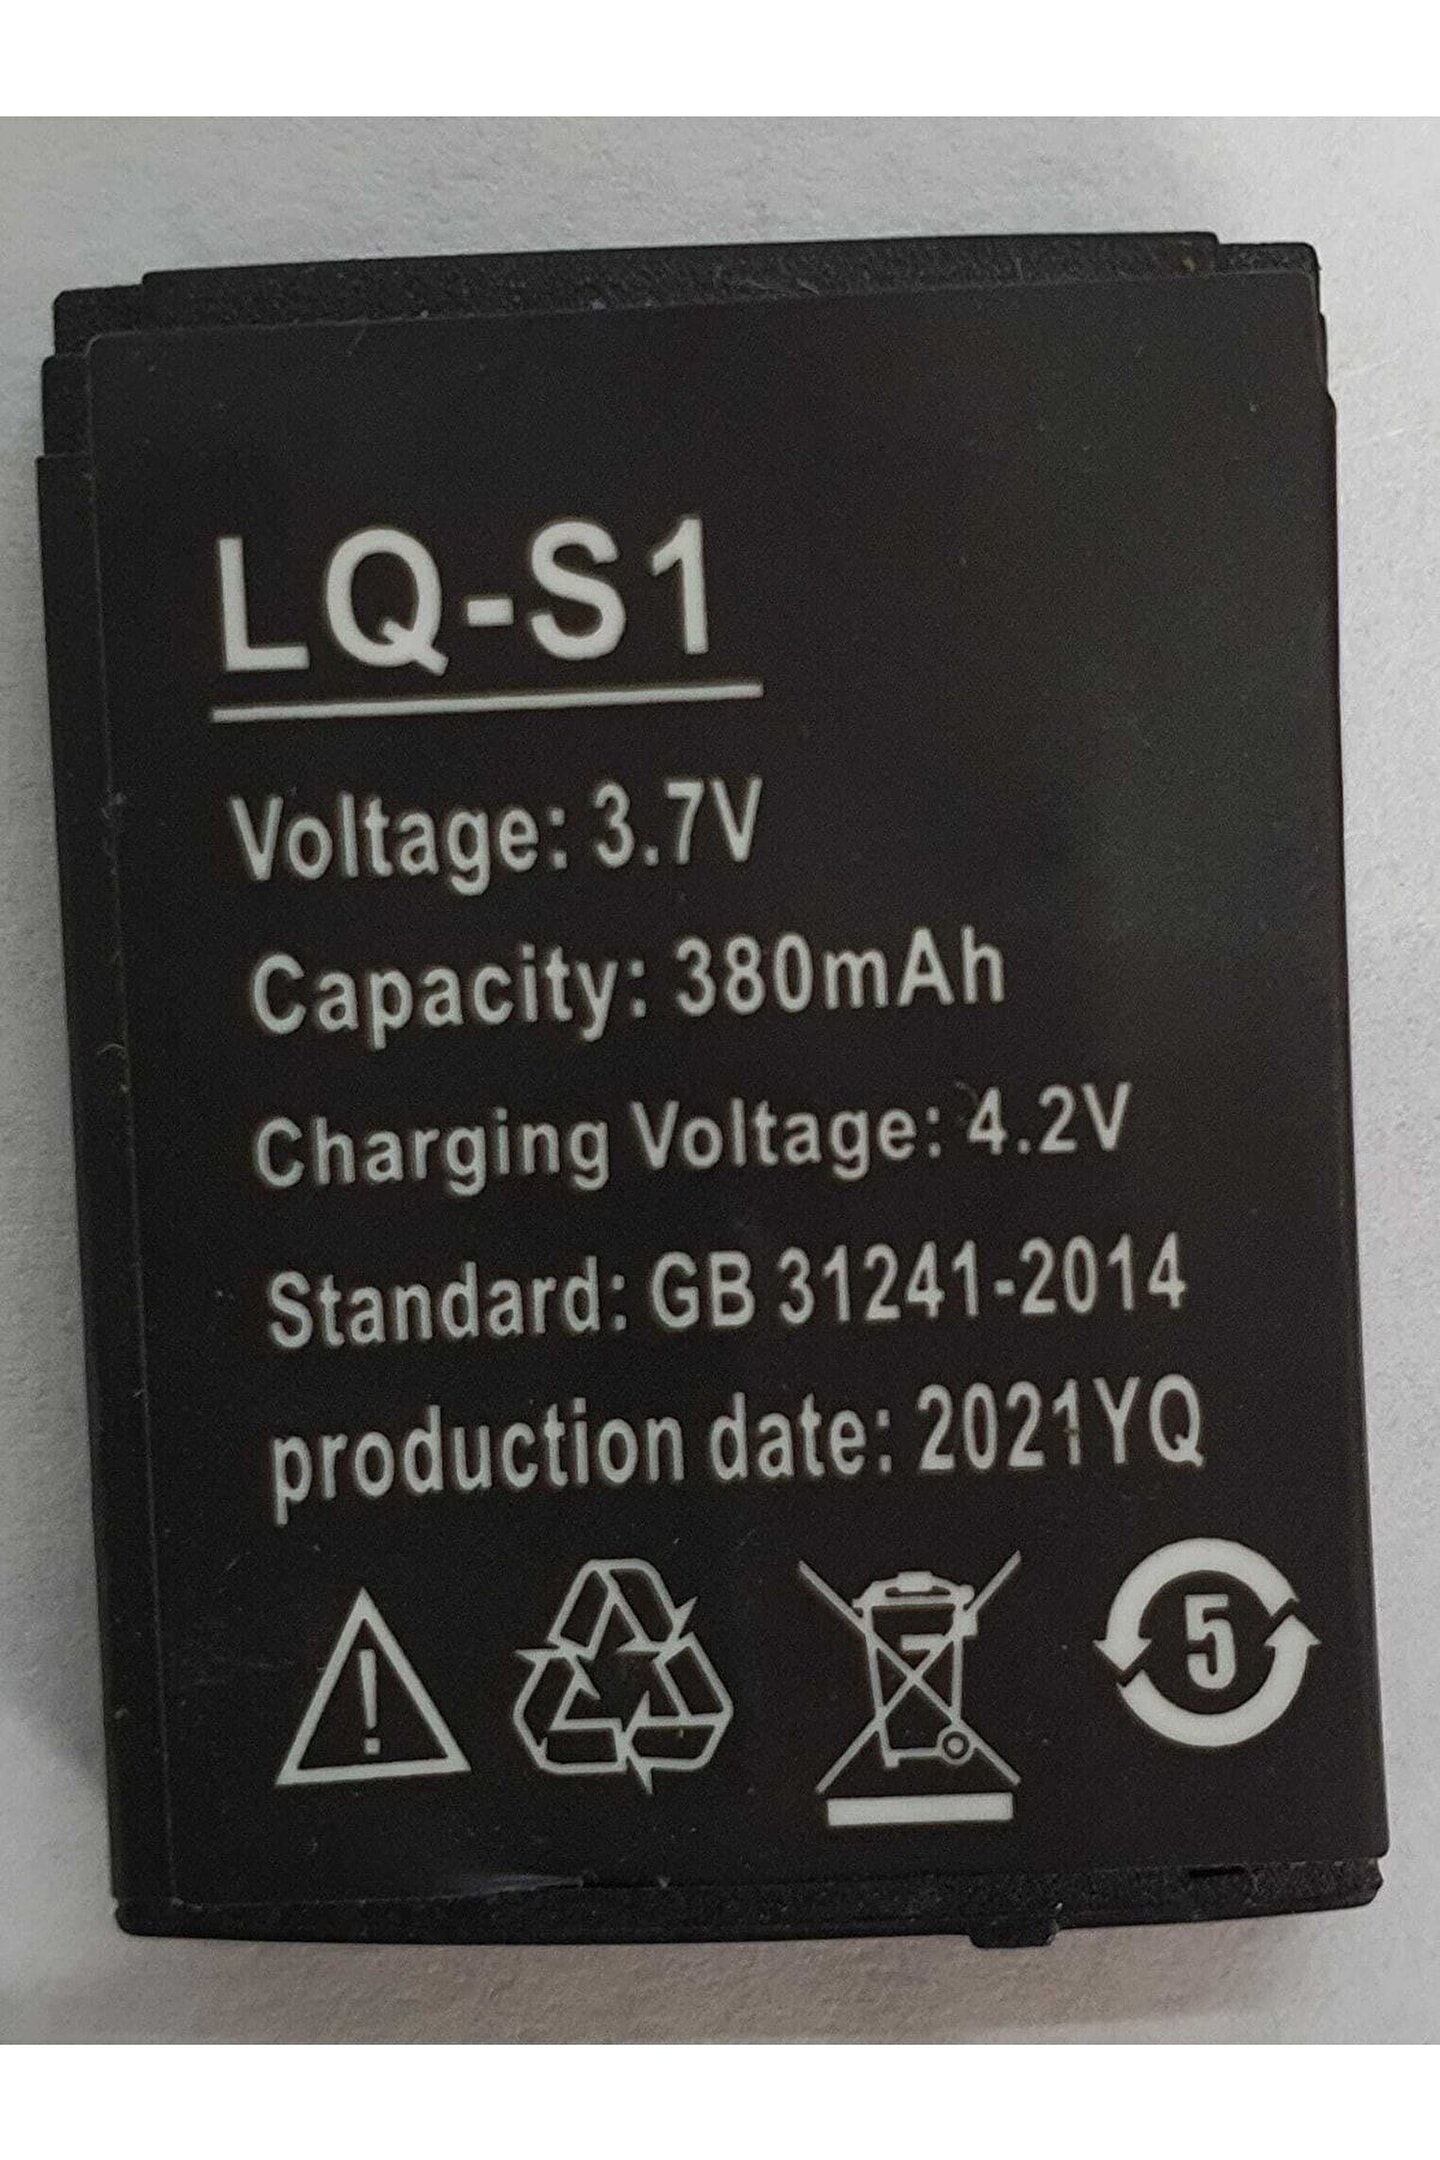 LQ-S1
Voltage: 3.7V
Capacity: 380mAh
Charging Voltage: 4.2V
Standard: GB 31241-2014
production date: 2021YQ
5